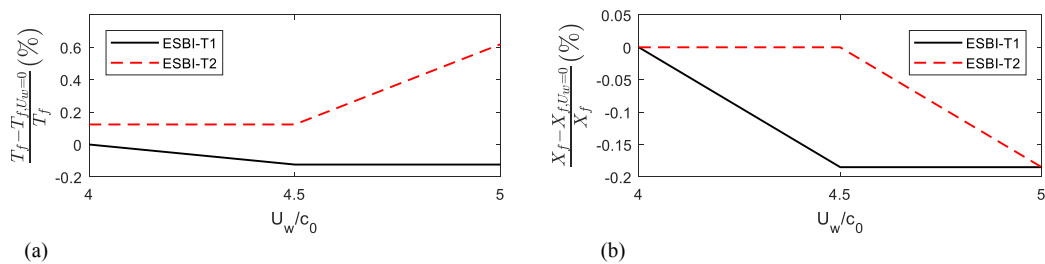 ESBI-T1
ESBI-T2
0.6
0.4
0.2
0
-0.2
4
4.5
5
U_w/c_0
\frac{T_f-T_{f,U_w=0}}{T_f}(%)
(a)
ESBI-T1
ESBI-T2
0.05
0
-0.05
-0.1
-0.15
-0.2
4
4.5
5
U_w/c_0
\frac{X_f-X_{f,U_w=0}}{X_f}(%)
(b)